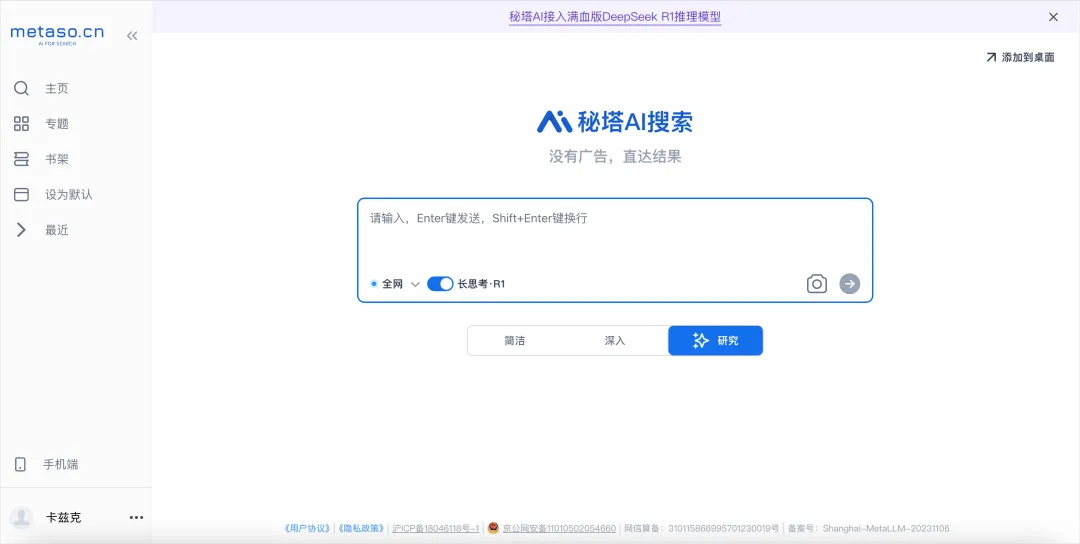 metaso.cn
AI FOR SEARCH
主页
专题
书架
设为默认
最近
手机端
卡兹克
秘塔AI接入满血版DeepSeek R1推理模型
添加到桌面
秘塔AI搜索
没有广告，直达结果
请输入，Enter键发送，Shift+Enter键换行
全网 长思考·R1
简洁 深入 研究
《用户协议》 | 《隐私政策》 | 沪ICP备18046118号-1 | 京公网安备11010502054660 | 网信算备：310115866995701230019号 | 备案号：Shanghai-MetaLLM-20231106